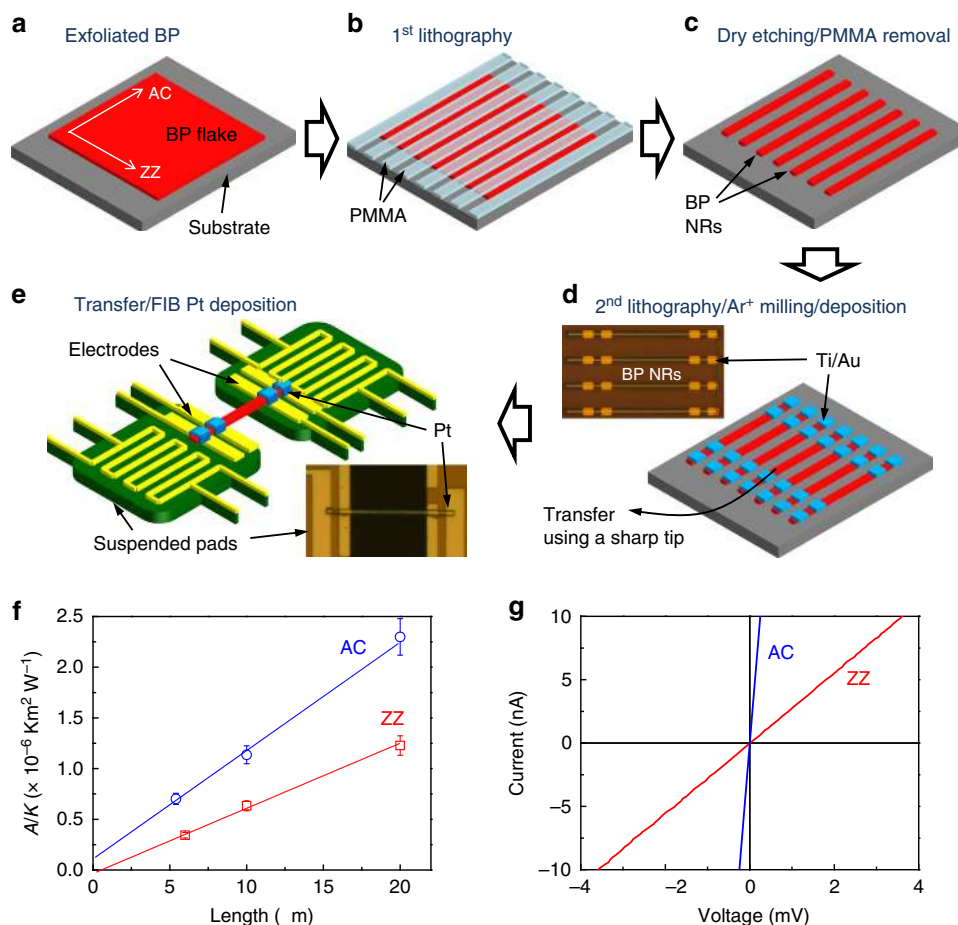 a Exfoliated BP
AC
BP flake
ZZ
Substrate
b 1st lithography
PMMA
c Dry etching/PMMA removal
BP
NRs
d 2nd lithography/Ar+ milling/deposition
BP NRs
Ti/Au
Transfer
using a sharp tip
e Transfer/FIB Pt deposition
Electrodes
Pt
Suspended pads
f
A/K (× 10−6 Km2 W−1)
2.5
2.0
1.5
1.0
0.5
0.0
AC
ZZ
0 5 10 15 20
Length ( m)
g
Current (nA)
10
5
0
−5
−10
AC
ZZ
−4 −2 0 2 4
Voltage (mV)